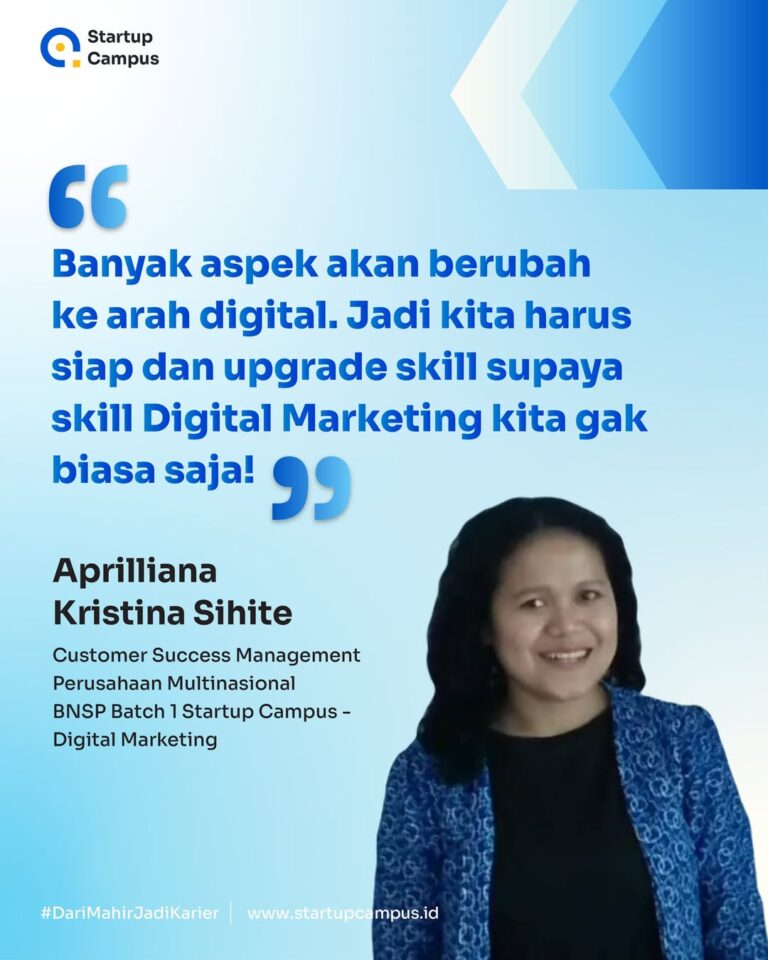 Startup
Campus
“
Banyak aspek akan berubah
ke arah digital. Jadi kita harus
siap dan upgrade skill supaya
skill Digital Marketing kita gak
biasa saja! ”
Aprilliana
Kristina Sihite
Customer Success Management
Perusahaan Multinasional
BNSP Batch 1 Startup Campus -
Digital Marketing
#DariMahirJadiKarier | www.startupcampus.id